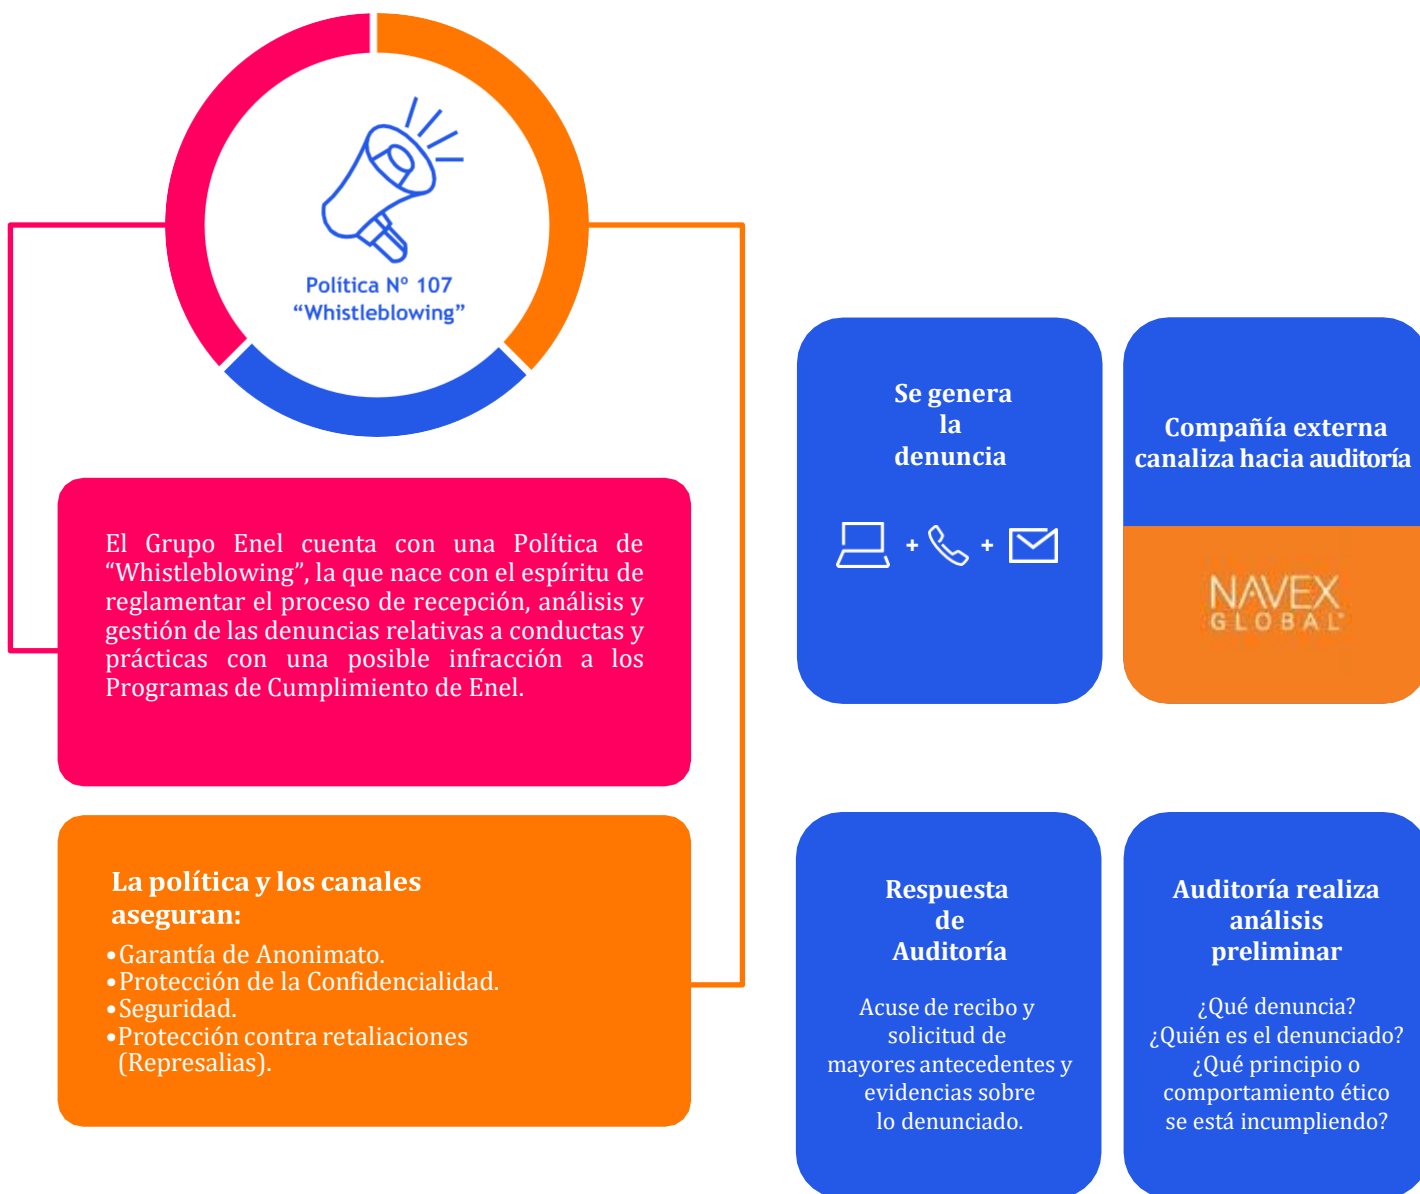 Política Nº 107
“Whistleblowing”
El Grupo Enel cuenta con una Política de
“Whistleblowing”, la que nace con el espíritu de
reglamentar el proceso de recepción, análisis y
gestión de las denuncias relativas a conductas y
prácticas con una posible infracción a los
Programas de Cumplimiento de Enel.
La política y los canales
aseguran:
•Garantía de Anonimato.
•Protección de la Confidencialidad.
•Seguridad.
•Protección contra retaliaciones
(Represalias).
Se genera
la
denuncia
+ +
Compañía externa
canaliza hacia auditoría
NAVEX
GLOBAL®
Respuesta
de
Auditoría
Acuse de recibo y
solicitud de
mayores antecedentes y
evidencias sobre
lo denunciado.
Auditoría realiza
análisis
preliminar
¿Qué denuncia?
¿Quién es el denunciado?
¿Qué principio o
comportamiento ético
se está incumpliendo?